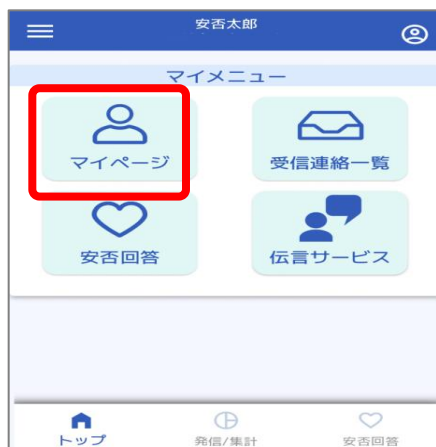 安否太郎
マイメニュー
マイページ
受信連絡一覧
安否回答
伝言サービス
トップ
発信/集計
安否回答